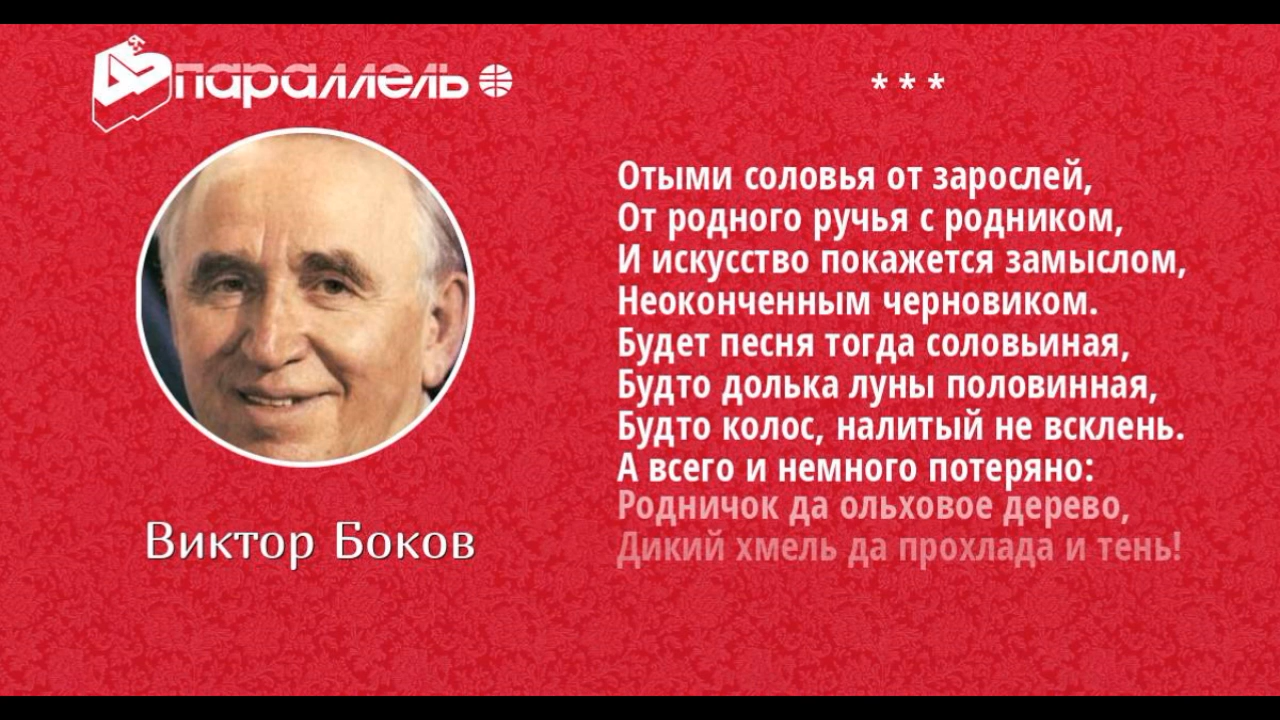 45-я параллель
Виктор Боков
* * *
Отыми соловья от зарослей,
От родного ручья с родником,
И искусство покажется замыслом,
Неоконченным черновиком.
Будет песня тогда соловьиная,
Будто долька луны половинная,
Будто колос, налитый не всклень.
А всего и немного потеряно:
Родничок да ольховое дерево,
Дикий хмель да прохлада и тень!